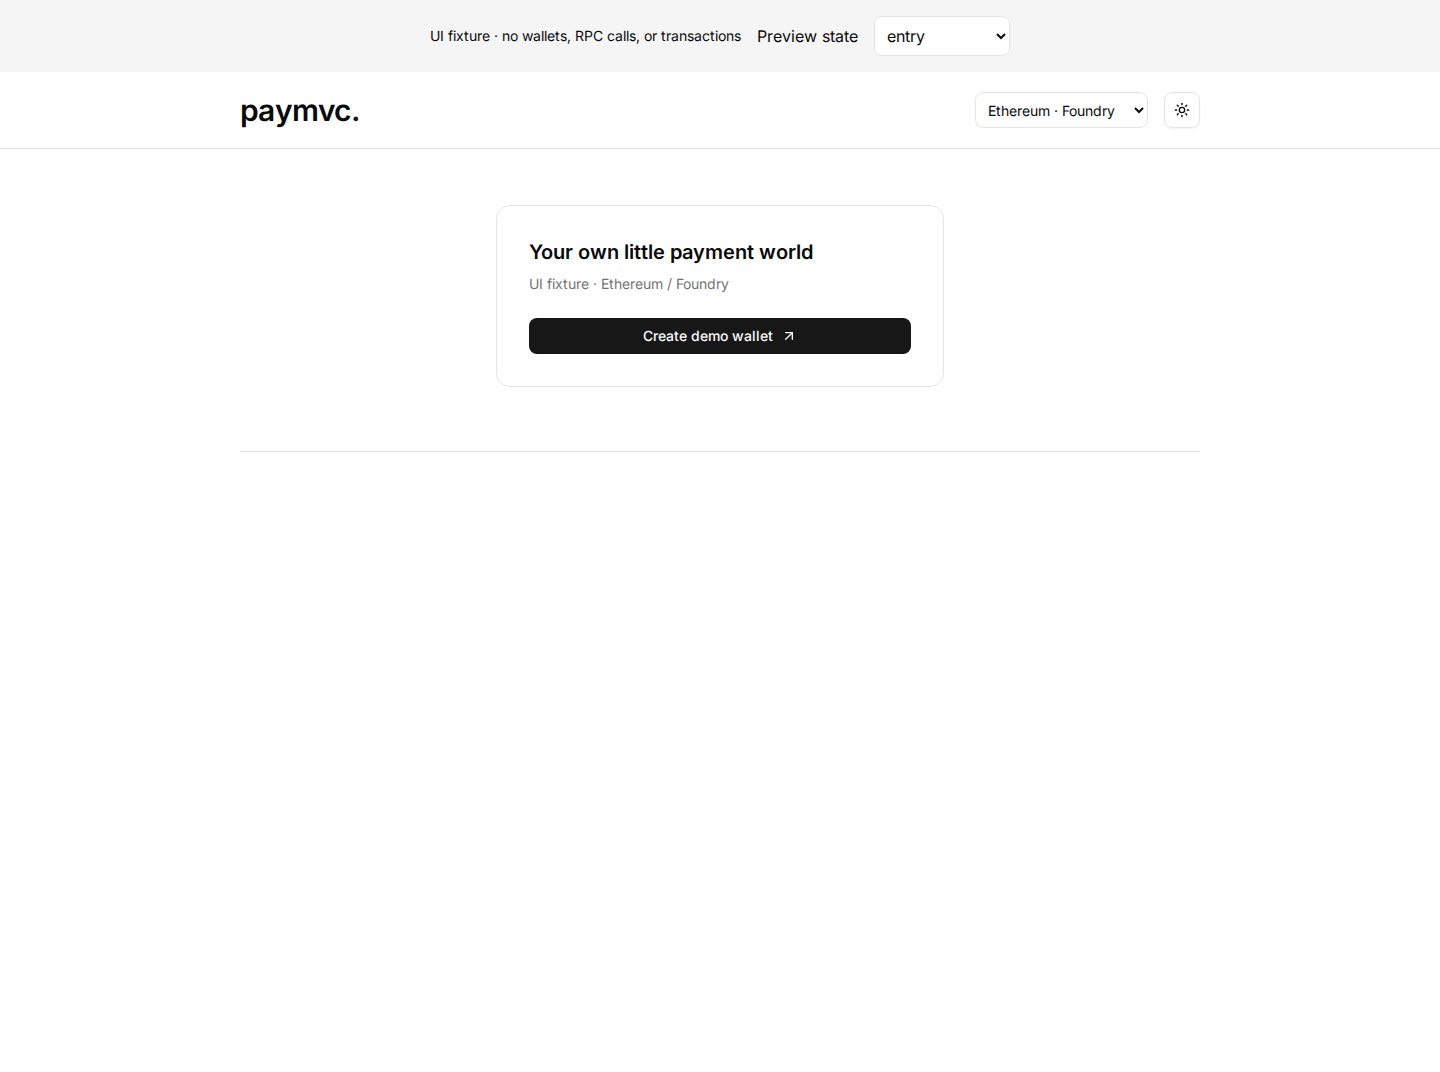 UI fixture · no wallets, RPC calls, or transactions Preview state entry
paymvc. Ethereum · Foundry
Your own little payment world
UI fixture · Ethereum / Foundry
Create demo wallet